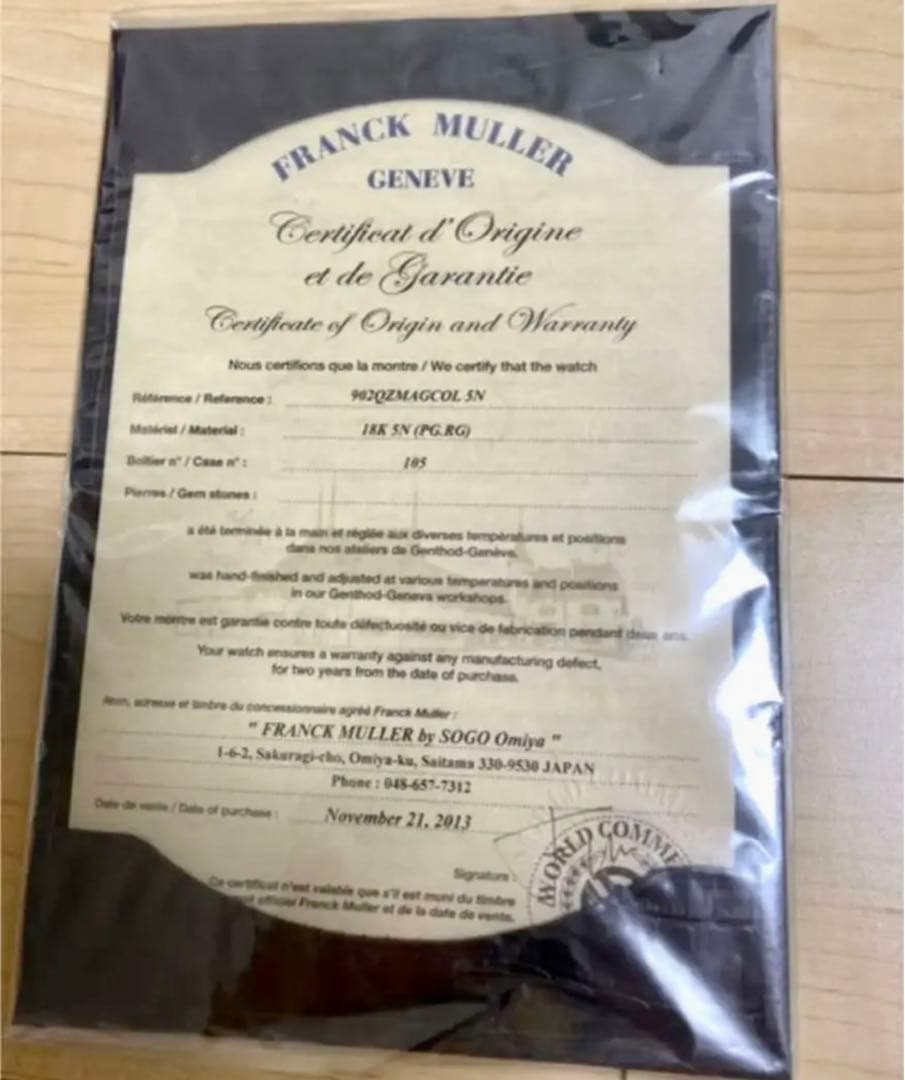 FRANCK MULLER
GENEVE
Certificat d'Origine
et de Garantie
Certificate of Origin and Warranty
Nous certifions que la montre / We certify that the watch
Référence / Reference : 902QZMAGCOL 5N
Matériel / Material : 18K 5N (PG.RG)
Boîtier n° / Case n° : 105
Pierres / Gem stones :
a été terminée à la main et réglée aux diverses températures et positions
dans nos ateliers de Genthod-Genève.
was hand-finished and adjusted at various temperatures and positions
in our Genthod-Geneva workshops.
Votre montre est garantie contre toute défectuosité ou vice de fabrication pendant deux ans.
Your watch ensures a warranty against any manufacturing defect,
for two years from the date of purchase.
Nom, adresse et timbre du concessionnaire agréé Franck Muller :
" FRANCK MULLER by SOGO Omiya "
1-6-2, Sakuragi-cho, Omiya-ku, Saitama 330-9530 JAPAN
Phone : 048-657-7312
Date de vente / Date of purchase : November 21, 2013
Signature :
WORLD COMME
Ce certificat n'est valable que s'il est muni du timbre
officiel Franck Muller et de la date de vente.